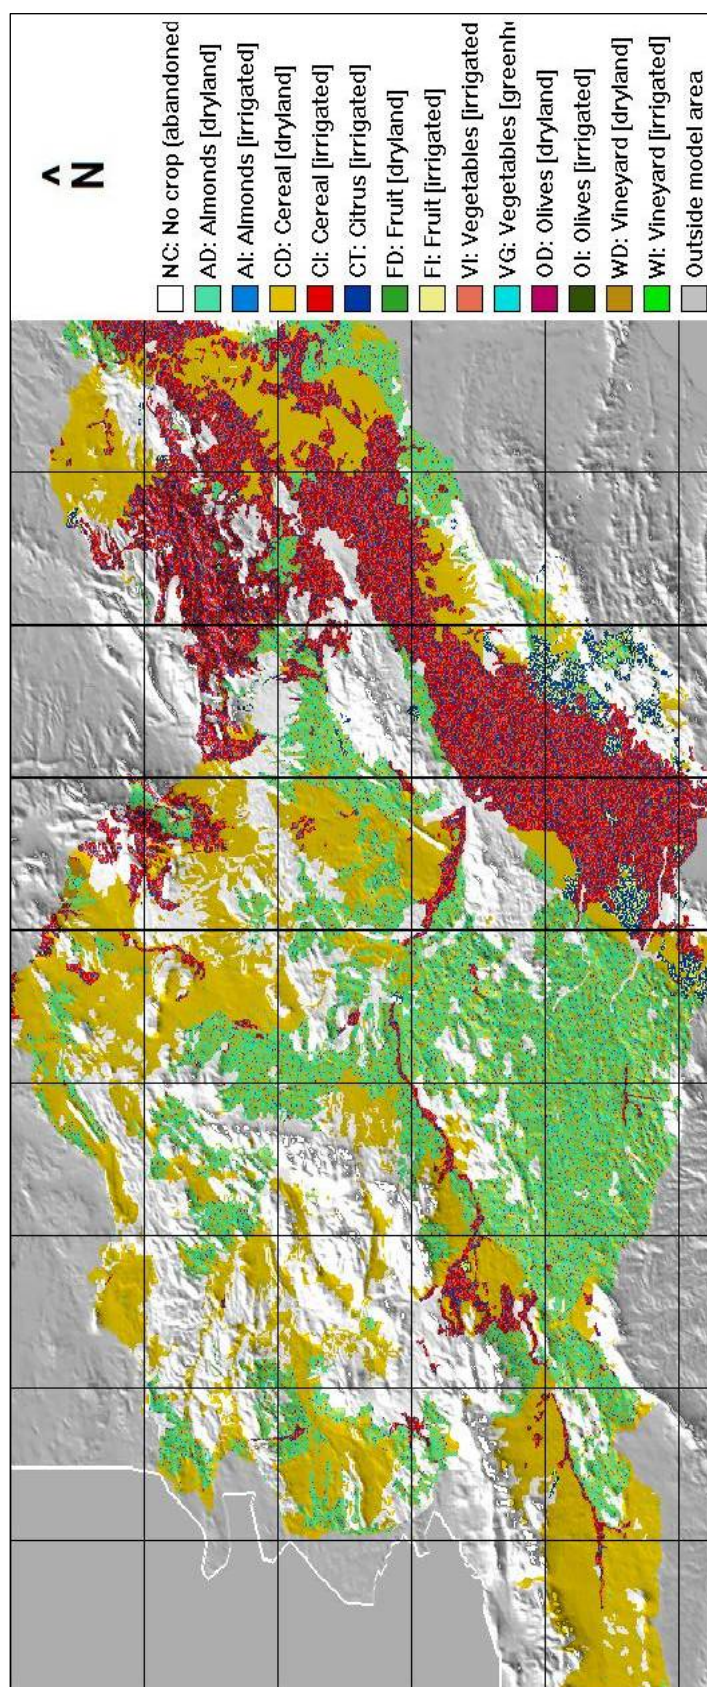 N
NC: No crop (abandoned
AD: Almonds [dryland]
AI: Almonds [irrigated]
CD: Cereal [dryland]
CI: Cereal [irrigated]
CT: Citrus [irrigated]
FD: Fruit [dryland]
FI: Fruit [irrigated]
VI: Vegetables [irrigated
VG: Vegetables [greenh
OD: Olives [dryland]
OI: Olives [irrigated]
WD: Vineyard [dryland]
WI: Vineyard [irrigated]
Outside model area